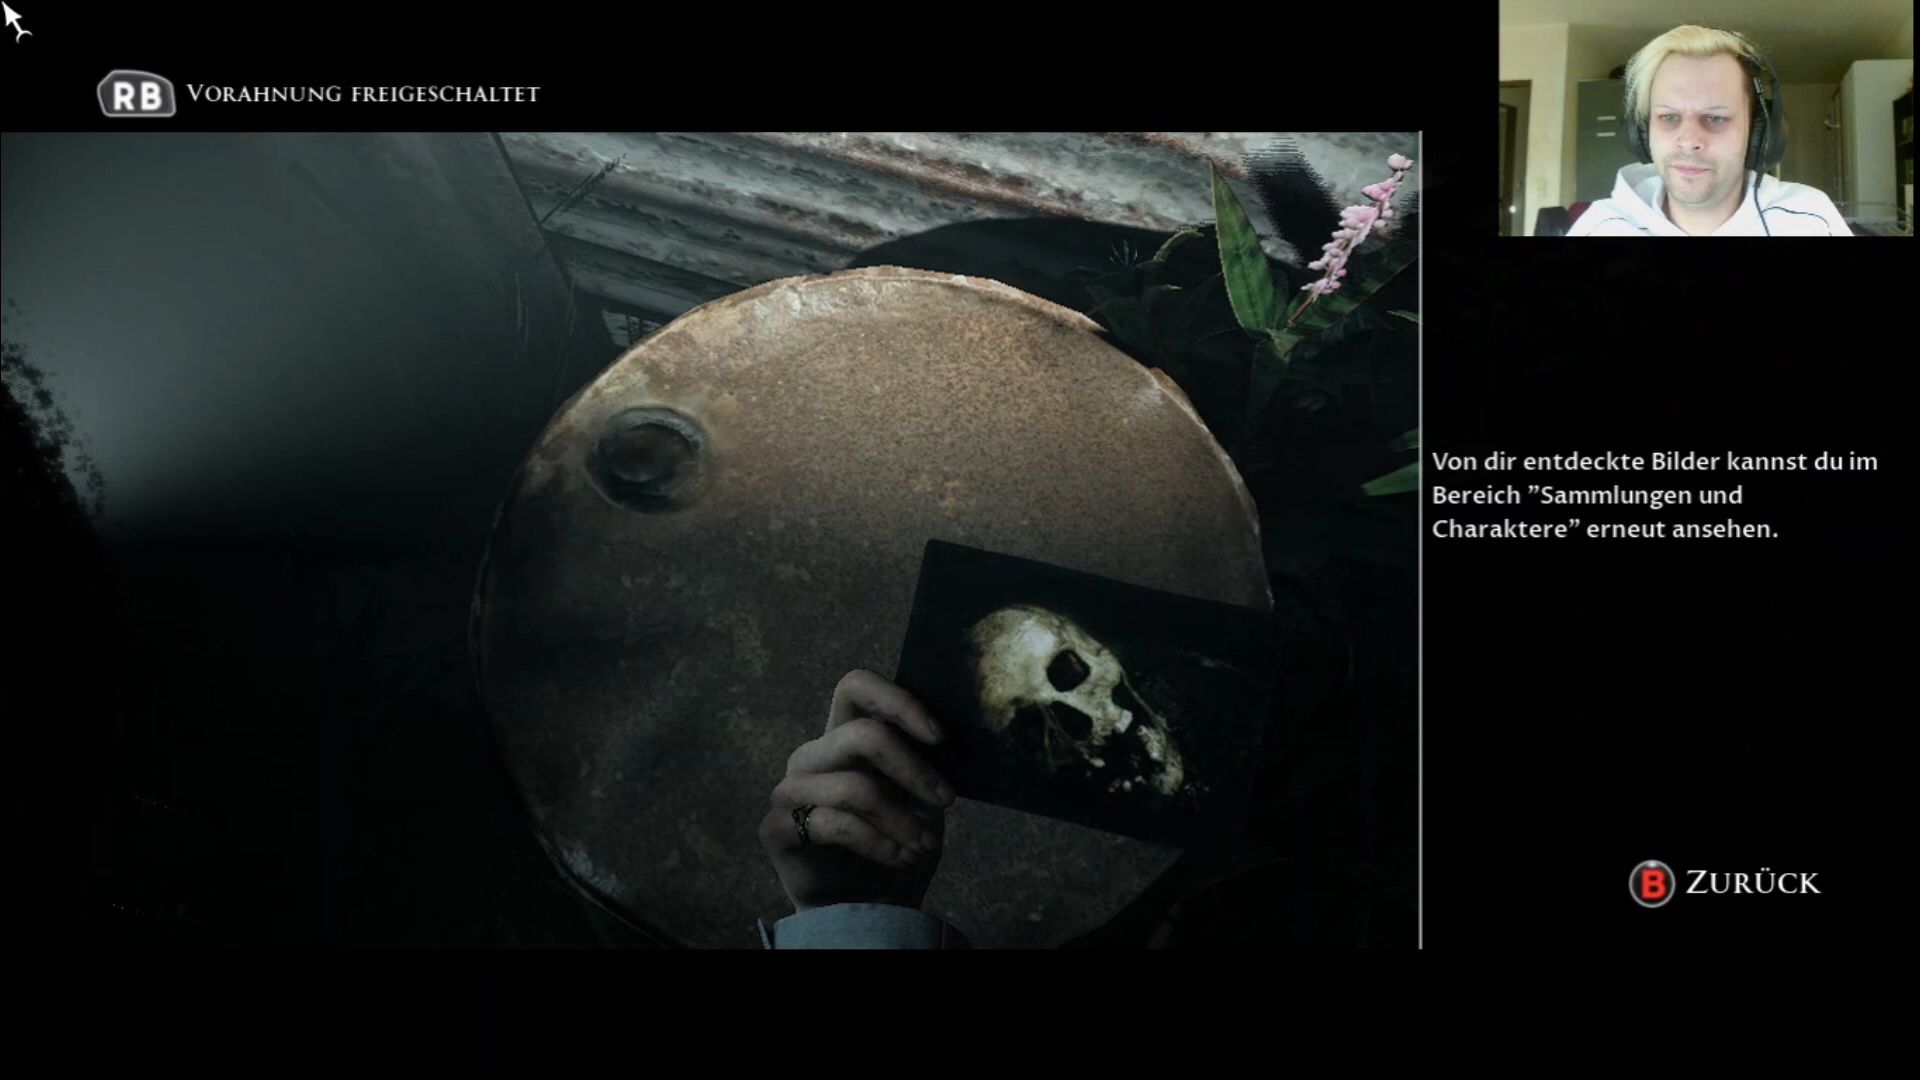 RB VORAHNUNG FREIGESCHALTET
Von dir entdeckte Bilder kannst du im
Bereich ”Sammlungen und
Charaktere” erneut ansehen.
B ZURÜCK